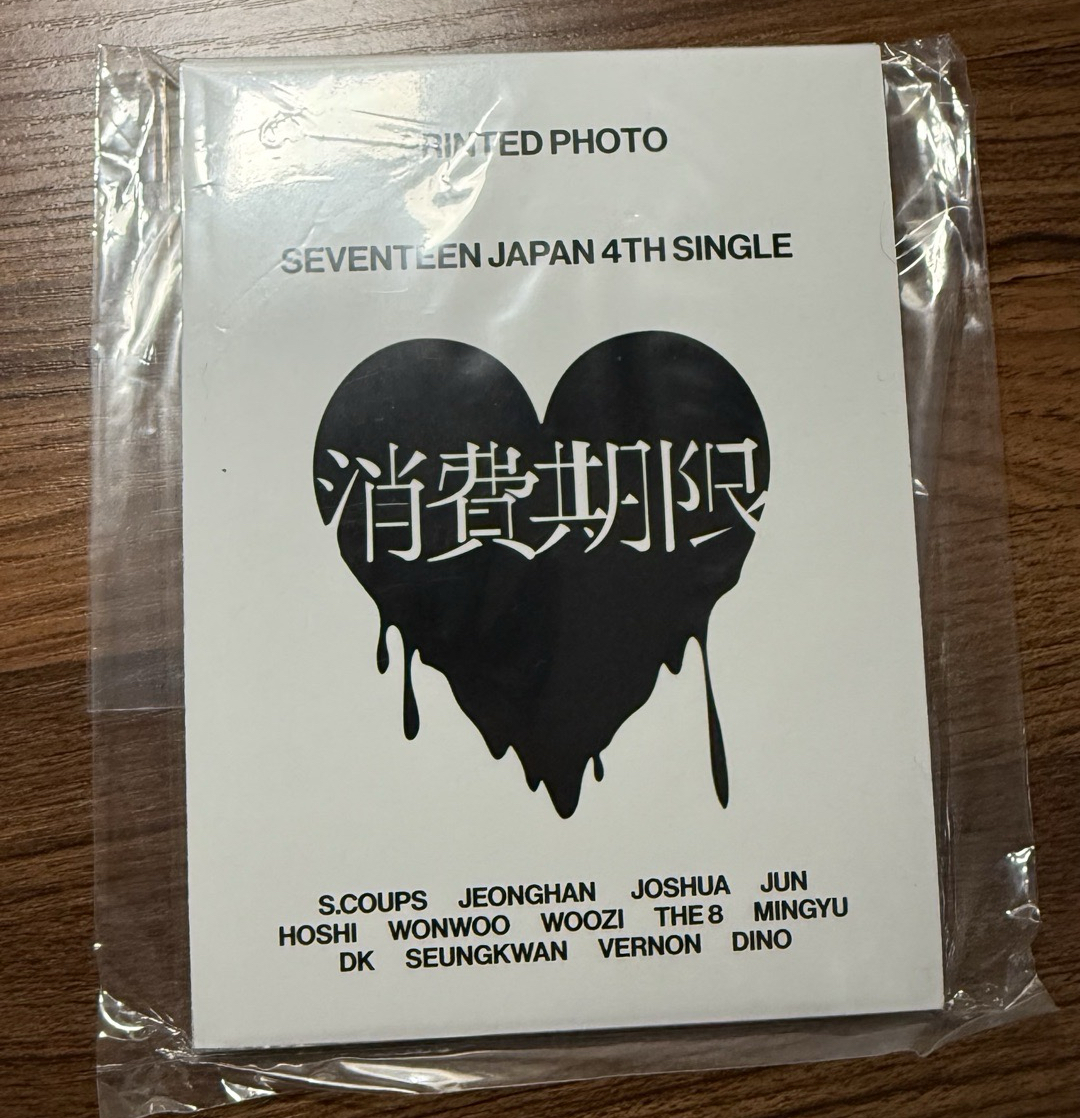 PRINTED PHOTO
SEVENTEEN JAPAN 4TH SINGLE
消費期限
S.COUPS JEONGHAN JOSHUA JUN
HOSHI WONWOO WOOZI THE 8 MINGYU
DK SEUNGKWAN VERNON DINO